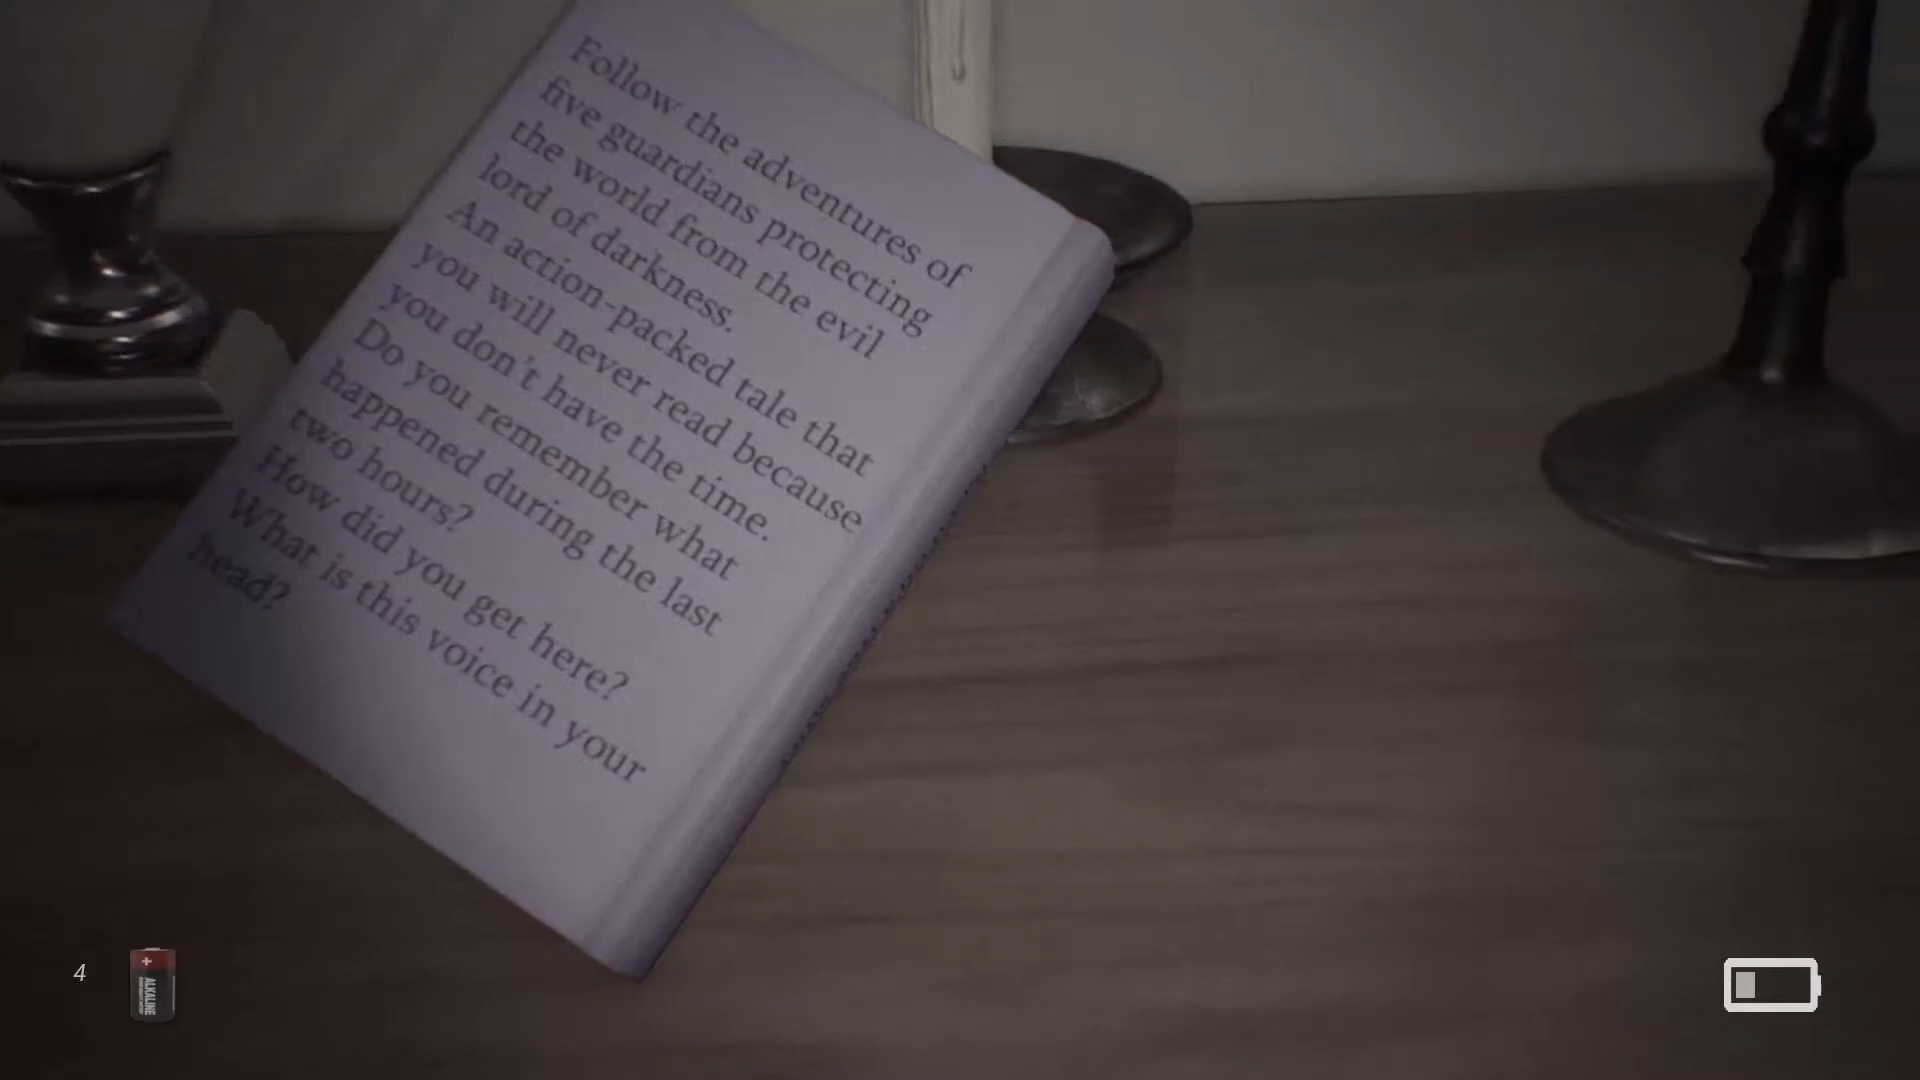 Follow the adventures of
five guardians protecting
the world from the evil
lord of darkness.
An action-packed tale that
you will never read because
you don't have the time.
Do you remember what
happened during the last
two hours?
How did you get here?
What is this voice in your
head?
4
+
ALKALINE